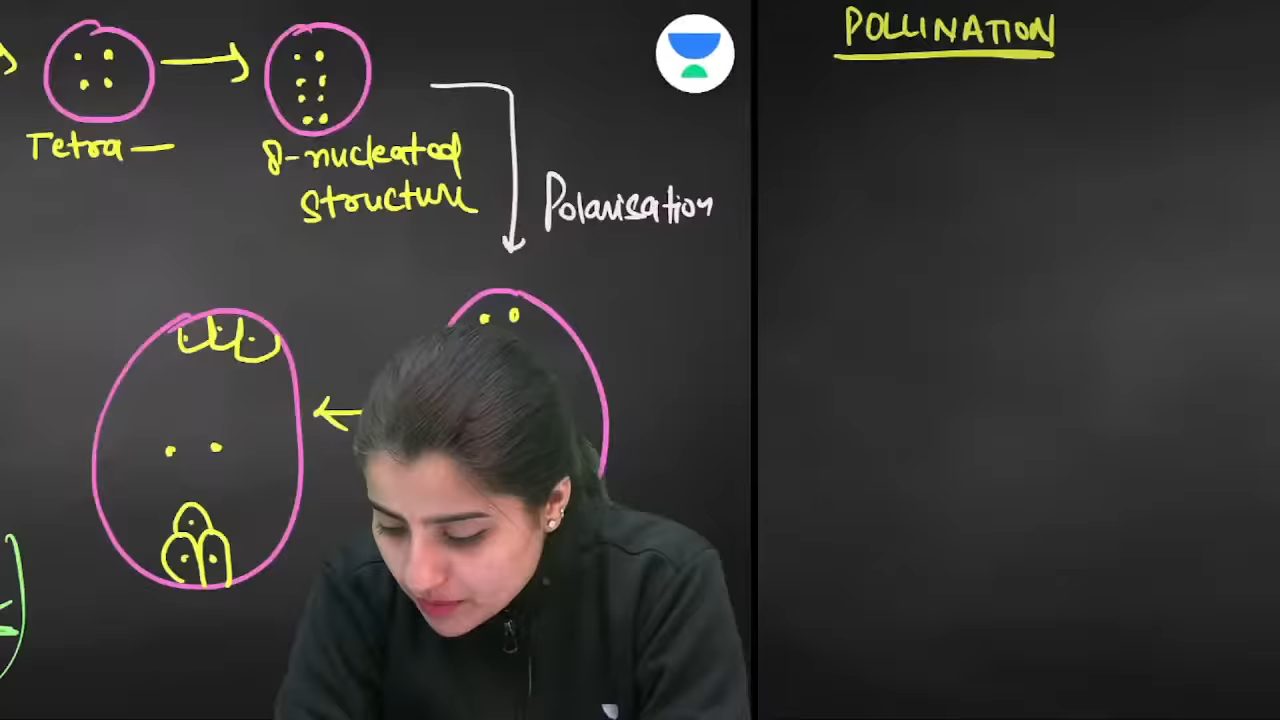 POLLINATION
Tetra —
8-nucleated
structure
Polarisation